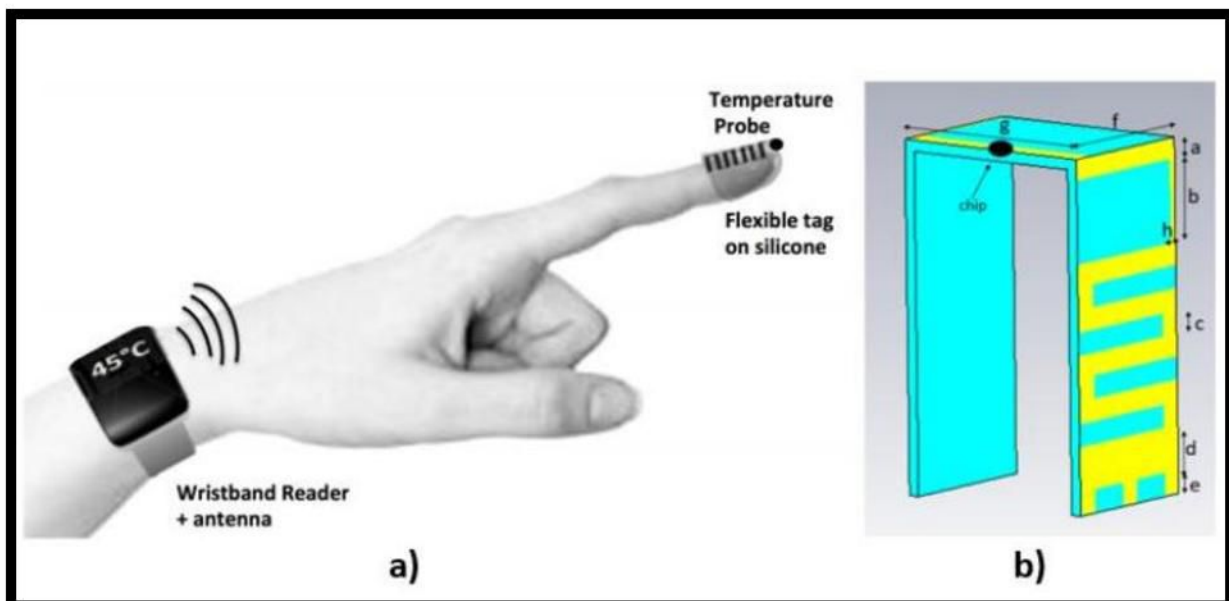 Temperature
Probe
Flexible tag
on silicone
45°C
Wristband Reader
+ antenna
a)
g
f
a
b
chip
h
c
d
e
b)